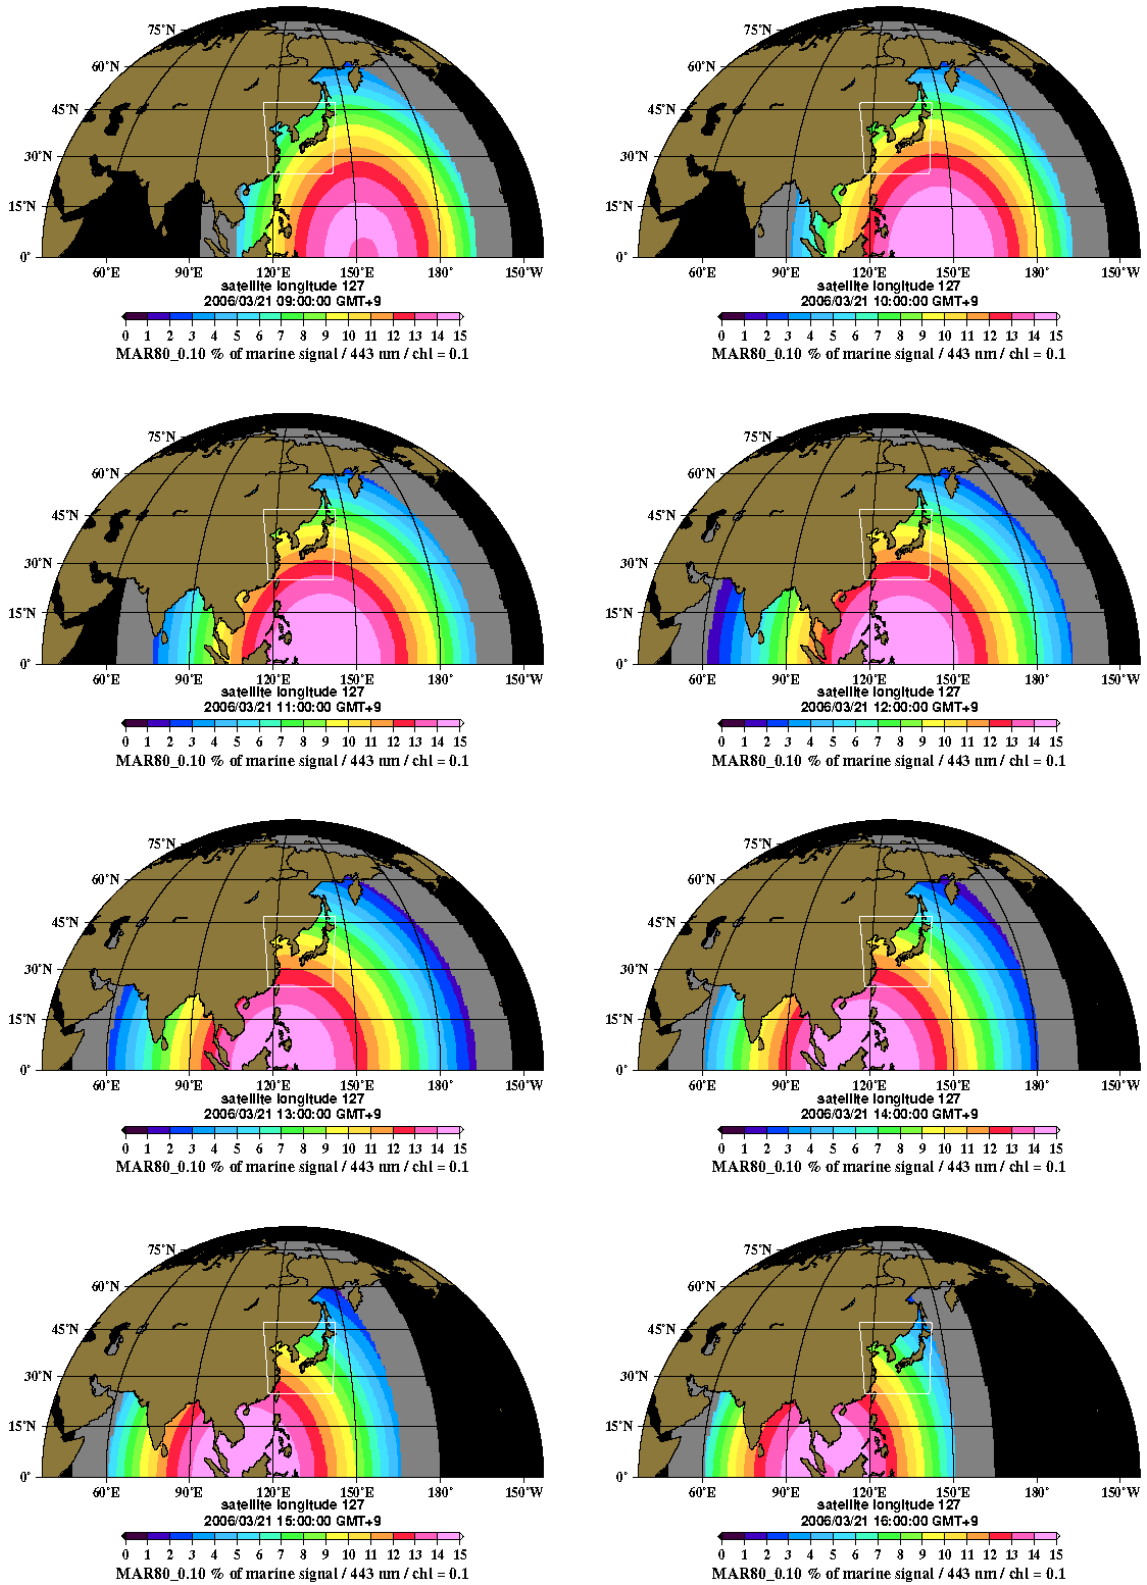 75°N
60°N
45°N
30°N
15°N
0°
60°E 90°E 120°E 150°E 180° 150°W
satellite longitude 127
2006/03/21 09:00:00 GMT+9
0 1 2 3 4 5 6 7 8 9 10 11 12 13 14 15
MAR80_0.10 % of marine signal / 443 nm / chl = 0.1
75°N
60°N
45°N
30°N
15°N
0°
60°E 90°E 120°E 150°E 180° 150°W
satellite longitude 127
2006/03/21 10:00:00 GMT+9
0 1 2 3 4 5 6 7 8 9 10 11 12 13 14 15
MAR80_0.10 % of marine signal / 443 nm / chl = 0.1
75°N
60°N
45°N
30°N
15°N
0°
60°E 90°E 120°E 150°E 180° 150°W
satellite longitude 127
2006/03/21 11:00:00 GMT+9
0 1 2 3 4 5 6 7 8 9 10 11 12 13 14 15
MAR80_0.10 % of marine signal / 443 nm / chl = 0.1
75°N
60°N
45°N
30°N
15°N
0°
60°E 90°E 120°E 150°E 180° 150°W
satellite longitude 127
2006/03/21 12:00:00 GMT+9
0 1 2 3 4 5 6 7 8 9 10 11 12 13 14 15
MAR80_0.10 % of marine signal / 443 nm / chl = 0.1
75°N
60°N
45°N
30°N
15°N
0°
60°E 90°E 120°E 150°E 180° 150°W
satellite longitude 127
2006/03/21 13:00:00 GMT+9
0 1 2 3 4 5 6 7 8 9 10 11 12 13 14 15
MAR80_0.10 % of marine signal / 443 nm / chl = 0.1
75°N
60°N
45°N
30°N
15°N
0°
60°E 90°E 120°E 150°E 180° 150°W
satellite longitude 127
2006/03/21 14:00:00 GMT+9
0 1 2 3 4 5 6 7 8 9 10 11 12 13 14 15
MAR80_0.10 % of marine signal / 443 nm / chl = 0.1
75°N
60°N
45°N
30°N
15°N
0°
60°E 90°E 120°E 150°E 180° 150°W
satellite longitude 127
2006/03/21 15:00:00 GMT+9
0 1 2 3 4 5 6 7 8 9 10 11 12 13 14 15
MAR80_0.10 % of marine signal / 443 nm / chl = 0.1
75°N
60°N
45°N
30°N
15°N
0°
60°E 90°E 120°E 150°E 180° 150°W
satellite longitude 127
2006/03/21 16:00:00 GMT+9
0 1 2 3 4 5 6 7 8 9 10 11 12 13 14 15
MAR80_0.10 % of marine signal / 443 nm / chl = 0.1